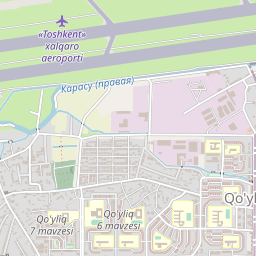 «Toshkent»
xalqaro
aeroporti
Карасу (правая)
Qo'yliq
7 mavzesi
Qo'yliq
6 mavzesi
Qo'yl